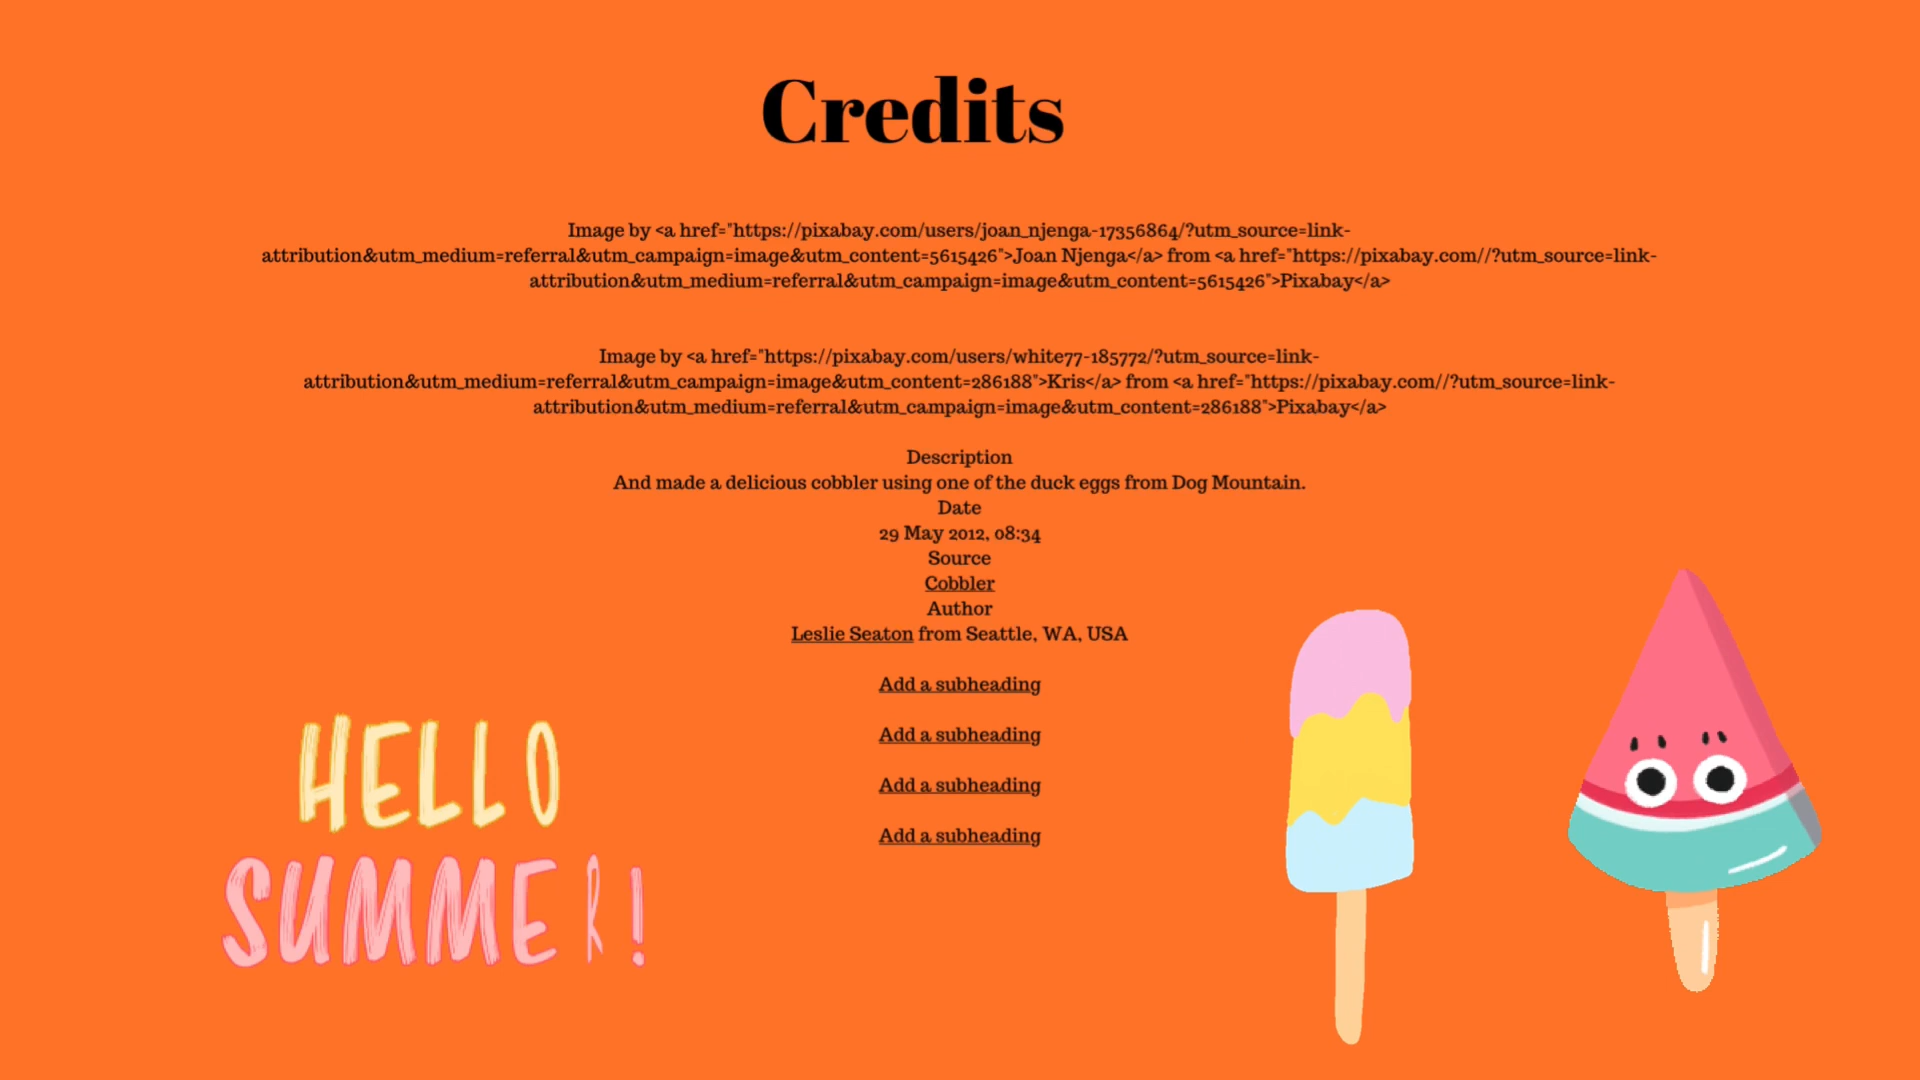 Credits
Image by <a href="https://pixabay.com/users/joan_njenga-17356864/?utm_source=link-
attribution&utm_medium=referral&utm_campaign=image&utm_content=5615426">Joan Njenga</a> from <a href="https://pixabay.com//?utm_source=link-
attribution&utm_medium=referral&utm_campaign=image&utm_content=5615426">Pixabay</a>
Image by <a href="https://pixabay.com/users/white77-185772/?utm_source=link-
attribution&utm_medium=referral&utm_campaign=image&utm_content=286188">Kris</a> from <a href="https://pixabay.com//?utm_source=link-
attribution&utm_medium=referral&utm_campaign=image&utm_content=286188">Pixabay</a>
Description
And made a delicious cobbler using one of the duck eggs from Dog Mountain.
Date
29 May 2012, 08:34
Source
Cobbler
Author
Leslie Seaton from Seattle, WA, USA
Add a subheading
Add a subheading
Add a subheading
Add a subheading
HELLO
SUMMER!